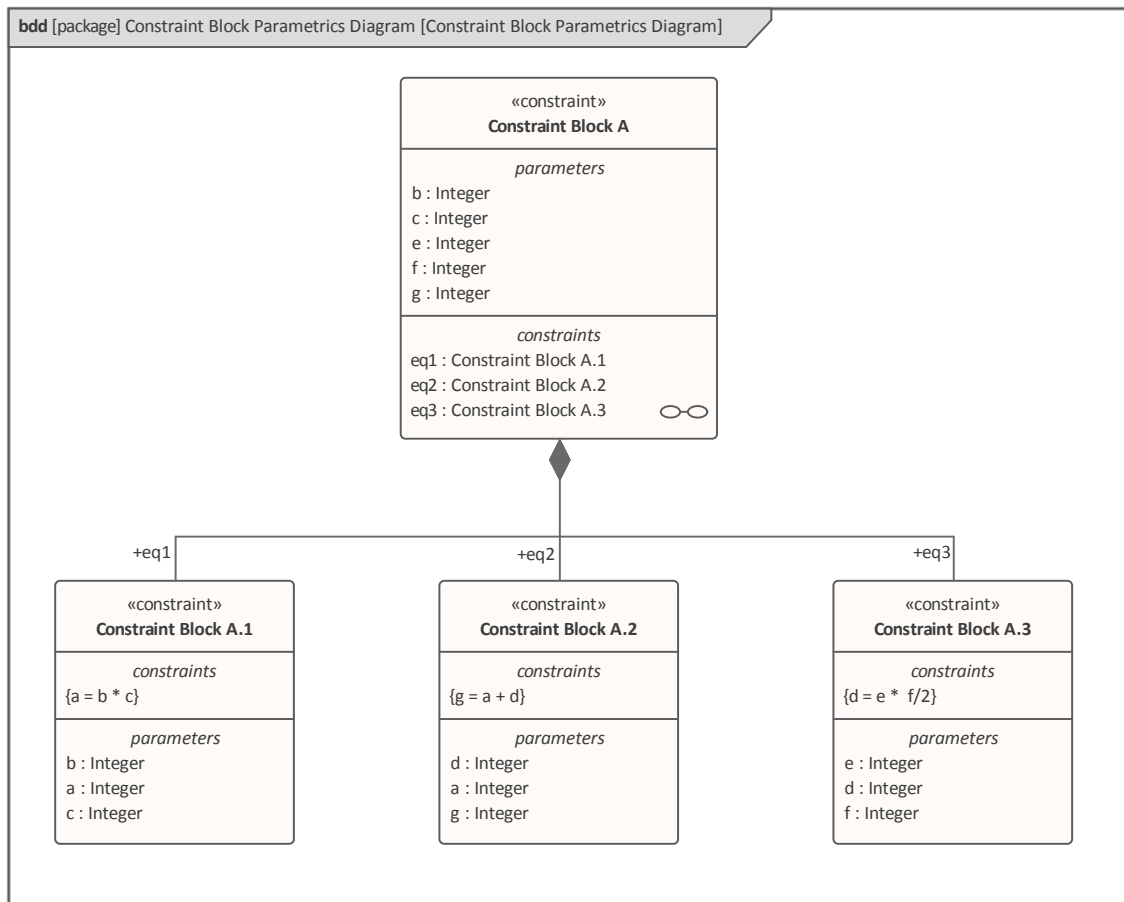 bdd [package] Constraint Block Parametrics Diagram [Constraint Block Parametrics Diagram]
«constraint»
Constraint Block A
parameters
b : Integer
c : Integer
e : Integer
f : Integer
g : Integer
constraints
eq1 : Constraint Block A.1
eq2 : Constraint Block A.2
eq3 : Constraint Block A.3
+eq1
+eq2
+eq3
«constraint»
Constraint Block A.1
constraints
{a = b * c}
parameters
b : Integer
a : Integer
c : Integer
«constraint»
Constraint Block A.2
constraints
{g = a + d}
parameters
d : Integer
a : Integer
g : Integer
«constraint»
Constraint Block A.3
constraints
{d = e *  f/2}
parameters
e : Integer
d : Integer
f : Integer